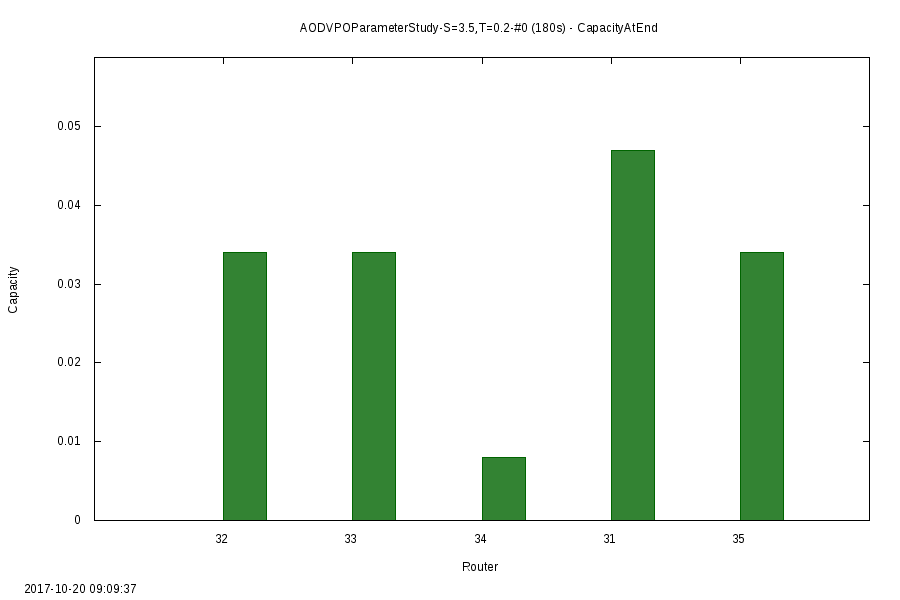 AODVPOParameterStudy-S=3.5,T=0.2-#0 (180s) - CapacityAtEnd
0.05
0.04
0.03
0.02
0.01
0
Capacity
32 33 34 31 35
Router
2017-10-20 09:09:37